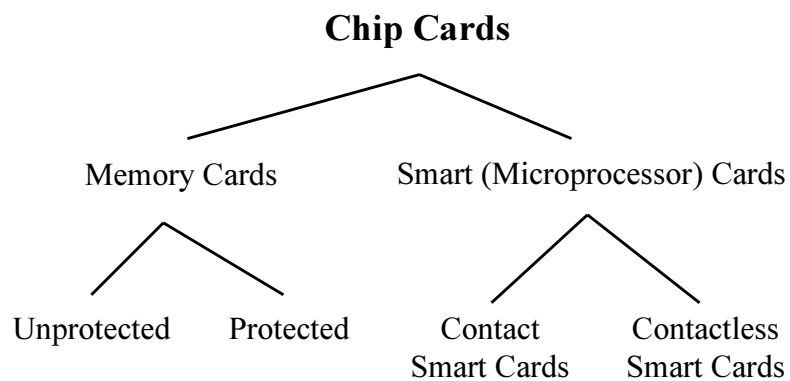 Chip Cards
Memory Cards
Smart (Microprocessor) Cards
Unprotected
Protected
Contact
Smart Cards
Contactless
Smart Cards